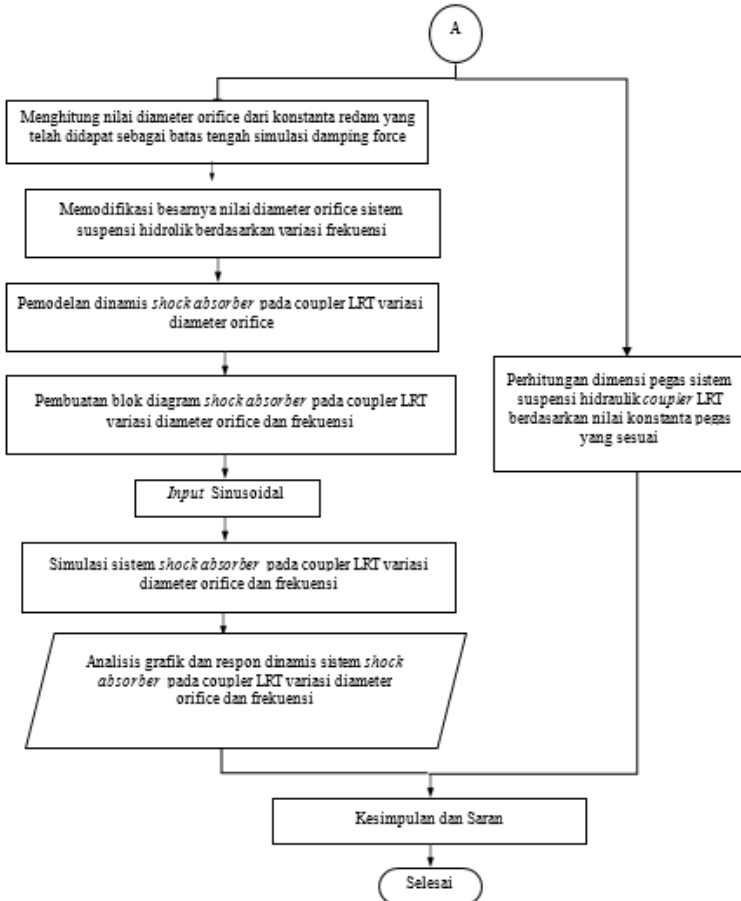 A
Menghitung nilai diameter orifice dari konstanta redam yang
telah didapat sebagai batas tengah simulasi damping force
Memodifikasi besarnya nilai diameter orifice sistem
suspensi hidrolik berdasarkan variasi frekuensi
Pemodelan dinamis shock absorber pada coupler LRT variasi
diameter orifice
Pembuatan blok diagram shock absorber pada coupler LRT
variasi diameter orifice dan frekuensi
Input Sinusoidal
Simulasi sistem shock absorber pada coupler LRT variasi
diameter orifice dan frekuensi
Analisis grafik dan respon dinamis sistem shock
absorber pada coupler LRT variasi diameter
orifice dan frekuensi
Perhitungan dimensi pegas sistem
suspensi hidraulik coupler LRT
berdasarkan nilai konstanta pegas
yang sesuai
Kesimpulan dan Saran
Selesai